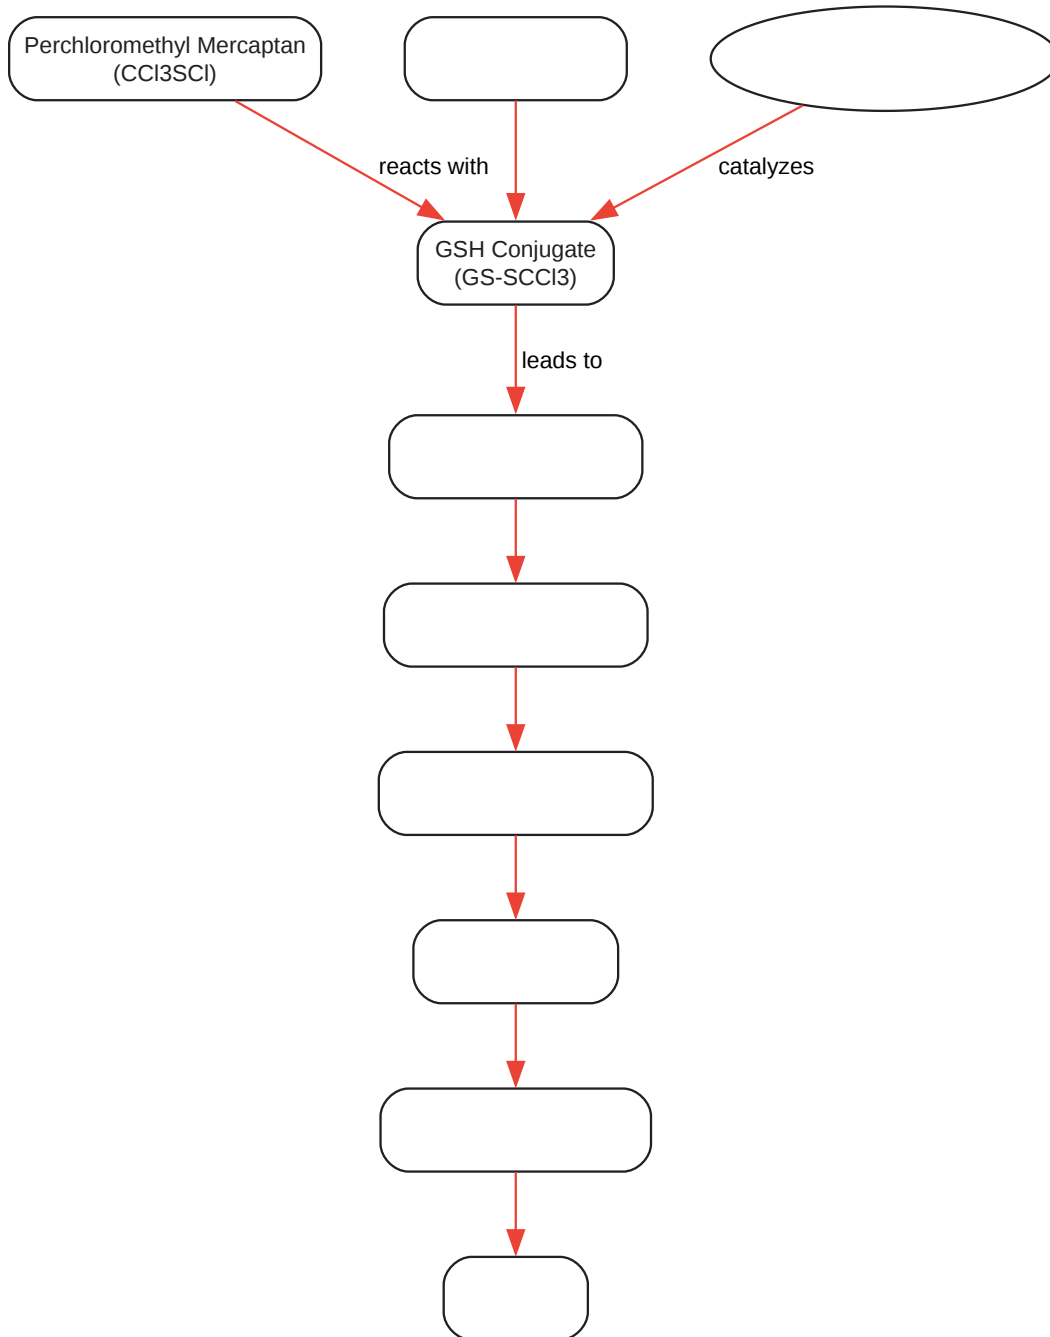 Perchloromethyl Mercaptan
(CCl3SCl)
reacts with
catalyzes
GSH Conjugate
(GS-SCCl3)
leads to